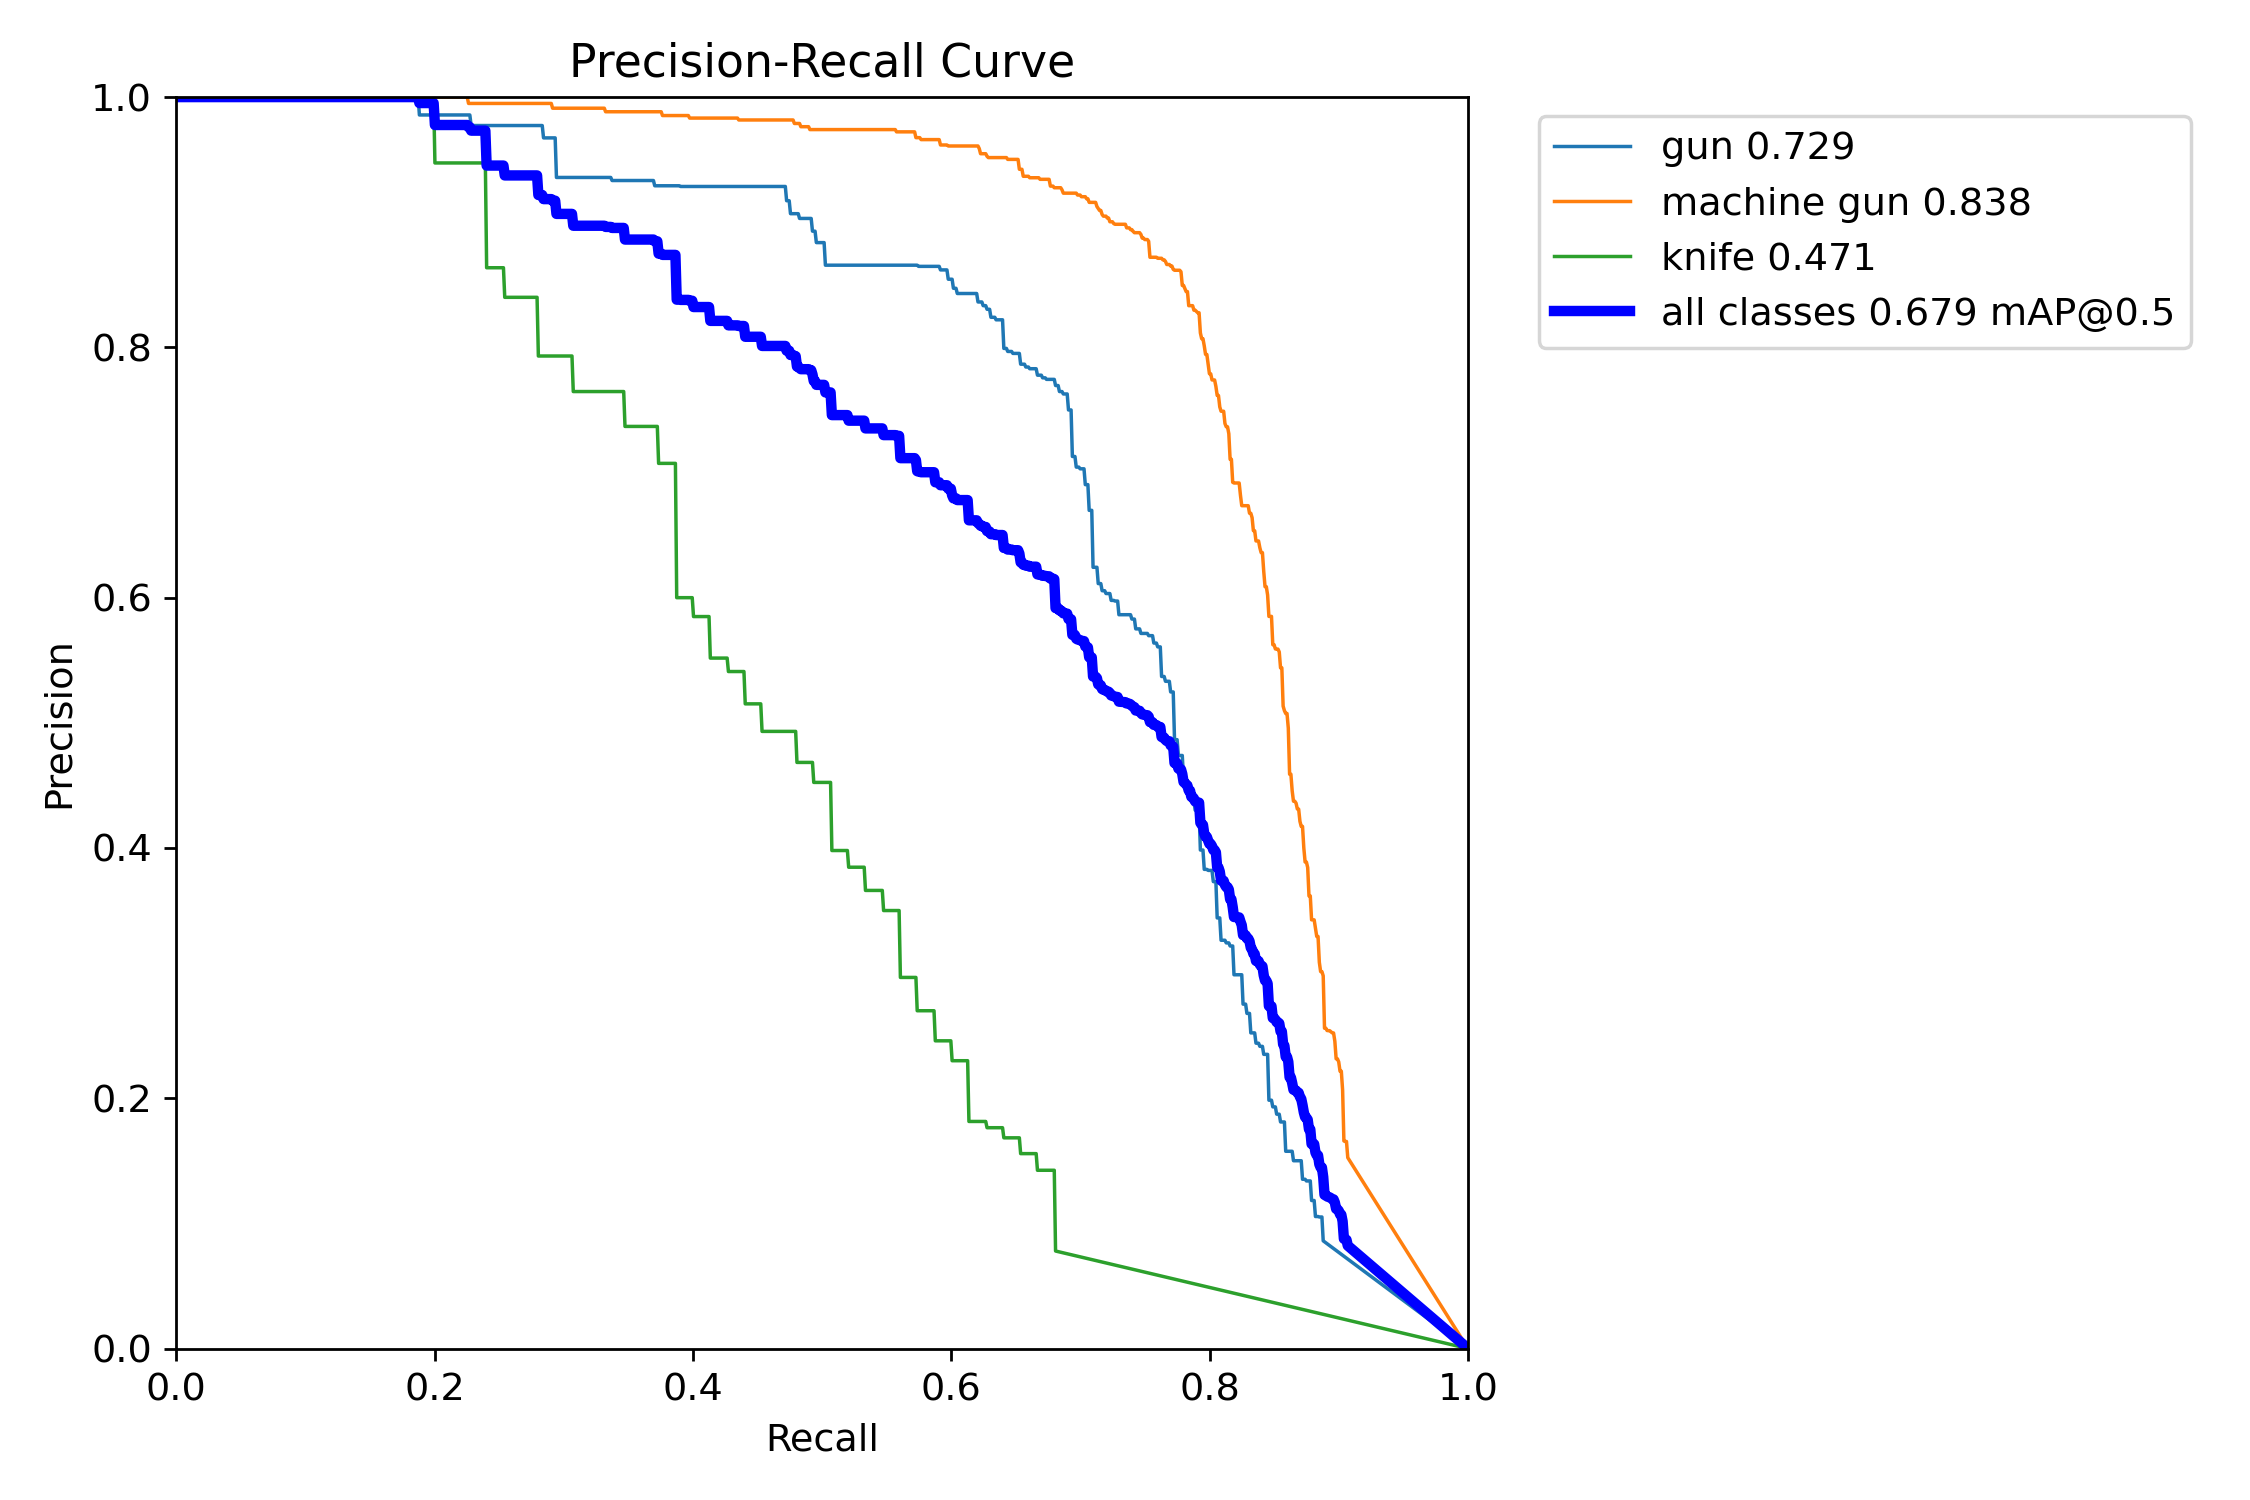 Precision-Recall Curve
1.0
0.8
0.6
0.4
0.2
0.0
Precision
0.0 0.2 0.4 0.6 0.8 1.0
Recall
gun 0.729
machine gun 0.838
knife 0.471
all classes 0.679 mAP@0.5